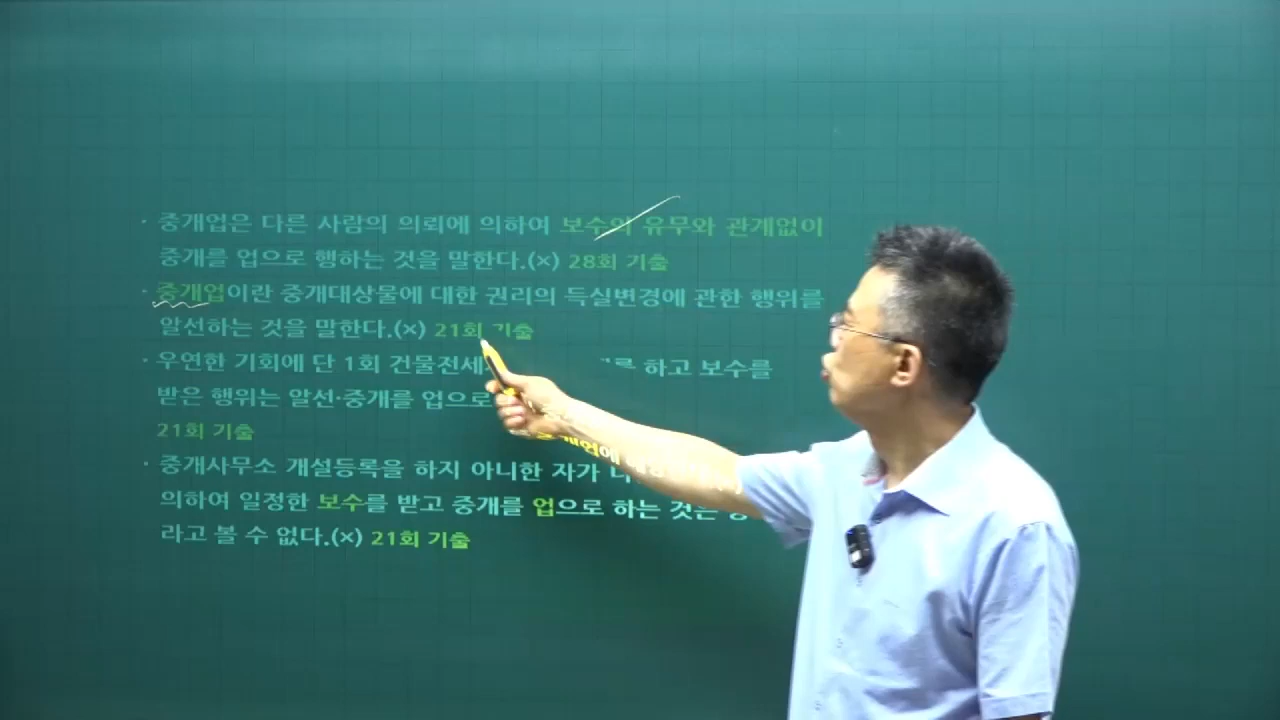 · 중개업은 다른 사람의 의뢰에 의하여 보수의 유무와 관계없이
중개를 업으로 행하는 것을 말한다.(×) 28회 기출
· 중개업이란 중개대상물에 대한 권리의 득실변경에 관한 행위를
알선하는 것을 말한다.(×) 21회 기출
· 우연한 기회에 단 1회 건물전세 하고 보수를
받은 행위는 알선·중개를 업으로
21회 기출
· 중개사무소 개설등록을 하지 아니한 자가
의하여 일정한 보수를 받고 중개를 업으로 하는 것은
라고 볼 수 없다.(×) 21회 기출